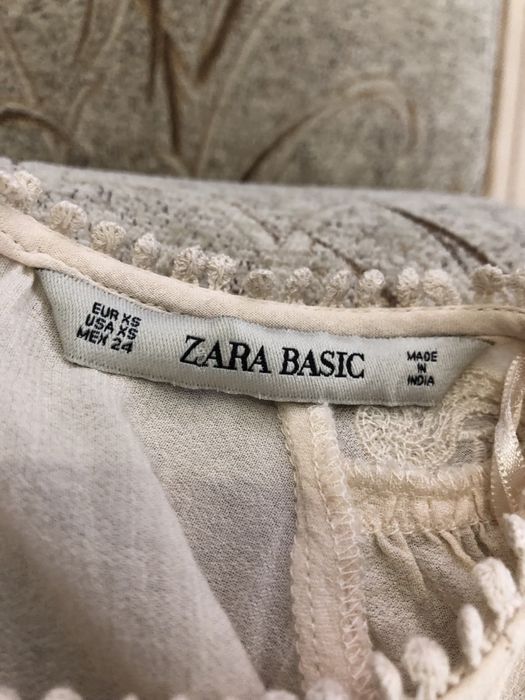 EUR XS
USA XS
MEX 24
ZARA BASIC
MADE
IN
INDIA